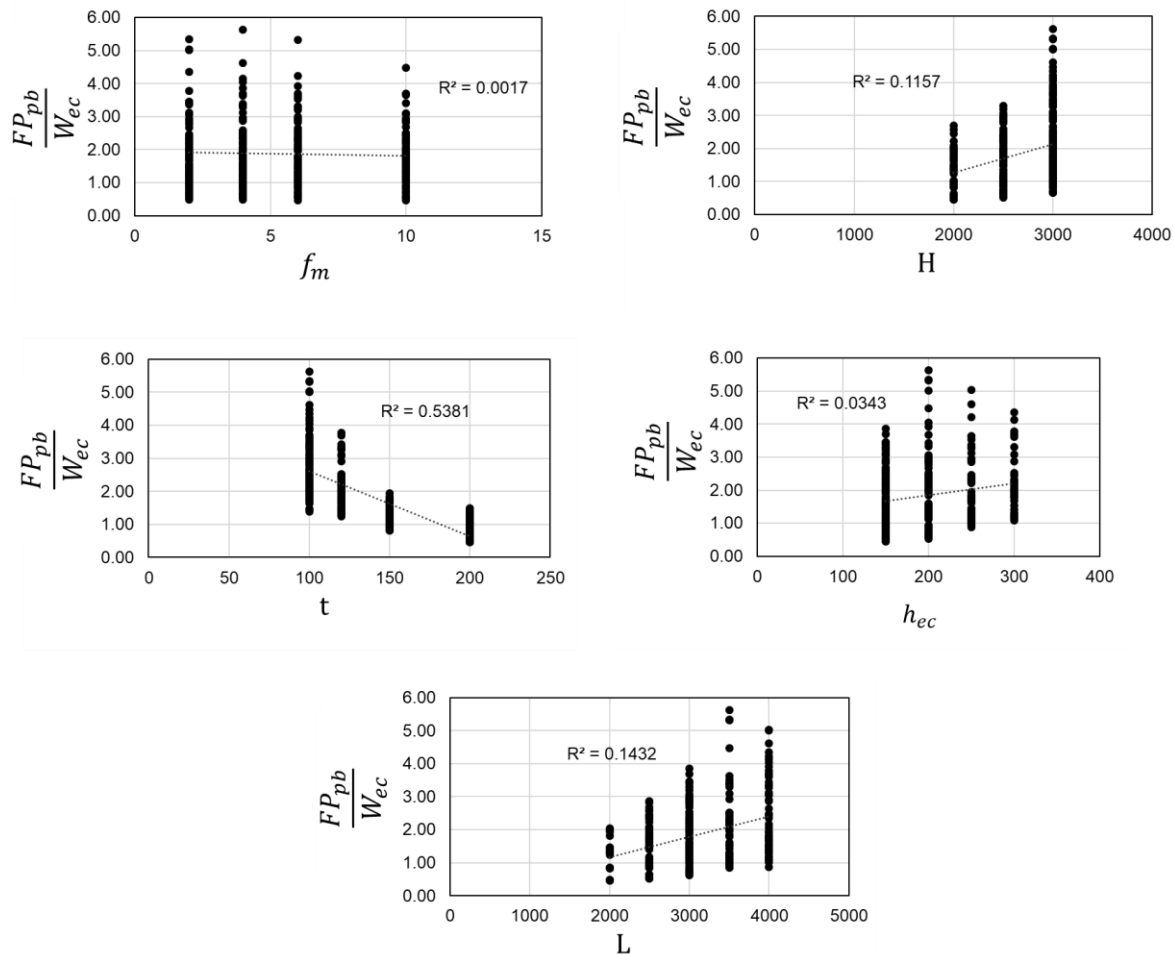 6.00
5.00
4.00
3.00
2.00
1.00
0.00
FP_pb
W_ec
R² = 0.0017
0 5 10 15
f_m
6.00
5.00
4.00
3.00
2.00
1.00
0.00
FP_pb
W_ec
R² = 0.1157
0 1000 2000 3000 4000
H
6.00
5.00
4.00
3.00
2.00
1.00
0.00
FP_pb
W_ec
R² = 0.5381
0 50 100 150 200 250
t
6.00
5.00
4.00
3.00
2.00
1.00
0.00
FP_pb
W_ec
R² = 0.0343
0 100 200 300 400
h_ec
6.00
5.00
4.00
3.00
2.00
1.00
0.00
FP_pb
W_ec
R² = 0.1432
0 1000 2000 3000 4000 5000
L